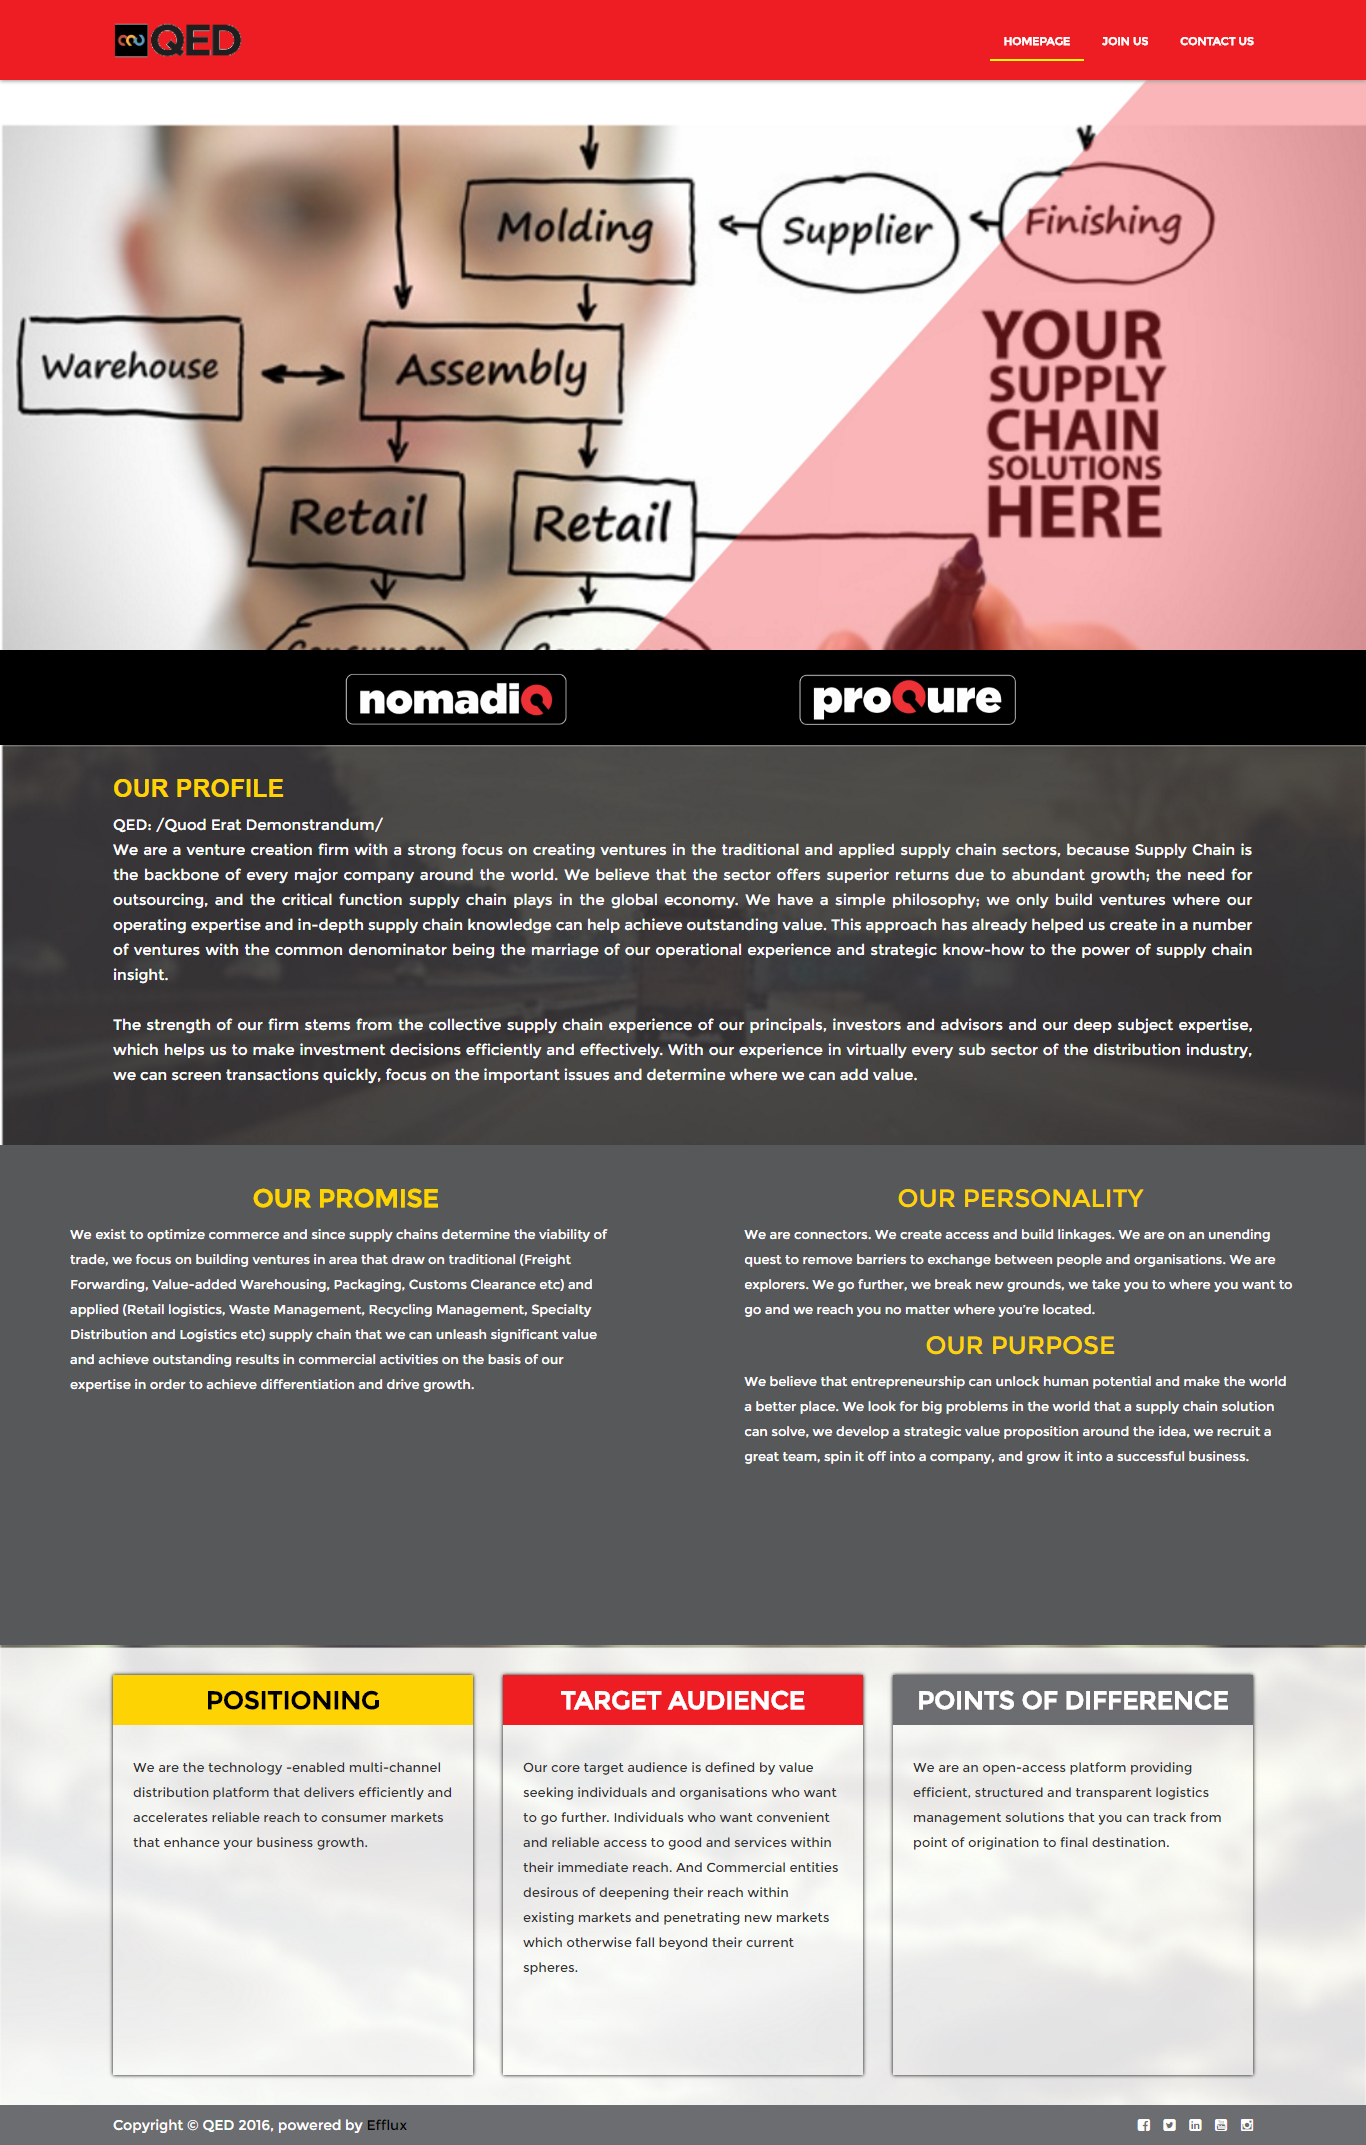 QED
HOMEPAGE
JOIN US
CONTACT US
Molding
Supplier
Finishing
Warehouse
Assembly
YOUR
SUPPLY
CHAIN
SOLUTIONS
HERE
Retail
Retail
nomadiQ
proQure
OUR PROFILE
QED: /Quod Erat Demonstrandum/
We are a venture creation firm with a strong focus on creating ventures in the traditional and applied supply chain sectors, because Supply Chain is
the backbone of every major company around the world. We believe that the sector offers superior returns due to abundant growth; the need for
outsourcing, and the critical function supply chain plays in the global economy. We have a simple philosophy; we only build ventures where our
operating expertise and in-depth supply chain knowledge can help achieve outstanding value. This approach has already helped us create in a number
of ventures with the common denominator being the marriage of our operational experience and strategic know-how to the power of supply chain
insight.
The strength of our firm stems from the collective supply chain experience of our principals, investors and advisors and our deep subject expertise,
which helps us to make investment decisions efficiently and effectively. With our experience in virtually every sub sector of the distribution industry,
we can screen transactions quickly, focus on the important issues and determine where we can add value.
OUR PROMISE
We exist to optimize commerce and since supply chains determine the viability of
trade, we focus on building ventures in area that draw on traditional (Freight
Forwarding, Value-added Warehousing, Packaging, Customs Clearance etc) and
applied (Retail logistics, Waste Management, Recycling Management, Specialty
Distribution and Logistics etc) supply chain that we can unleash significant value
and achieve outstanding results in commercial activities on the basis of our
expertise in order to achieve differentiation and drive growth.
OUR PERSONALITY
We are connectors. We create access and build linkages. We are on an unending
quest to remove barriers to exchange between people and organisations. We are
explorers. We go further, we break new grounds, we take you to where you want to
go and we reach you no matter where you’re located.
OUR PURPOSE
We believe that entrepreneurship can unlock human potential and make the world
a better place. We look for big problems in the world that a supply chain solution
can solve, we develop a strategic value proposition around the idea, we recruit a
great team, spin it off into a company, and grow it into a successful business.
POSITIONING
We are the technology -enabled multi-channel
distribution platform that delivers efficiently and
accelerates reliable reach to consumer markets
that enhance your business growth.
TARGET AUDIENCE
Our core target audience is defined by value
seeking individuals and organisations who want
to go further. Individuals who want convenient
and reliable access to good and services within
their immediate reach. And Commercial entities
desirous of deepening their reach within
existing markets and penetrating new markets
which otherwise fall beyond their current
spheres.
POINTS OF DIFFERENCE
We are an open-access platform providing
efficient, structured and transparent logistics
management solutions that you can track from
point of origination to final destination.
Copyright © QED 2016, powered by Efflux